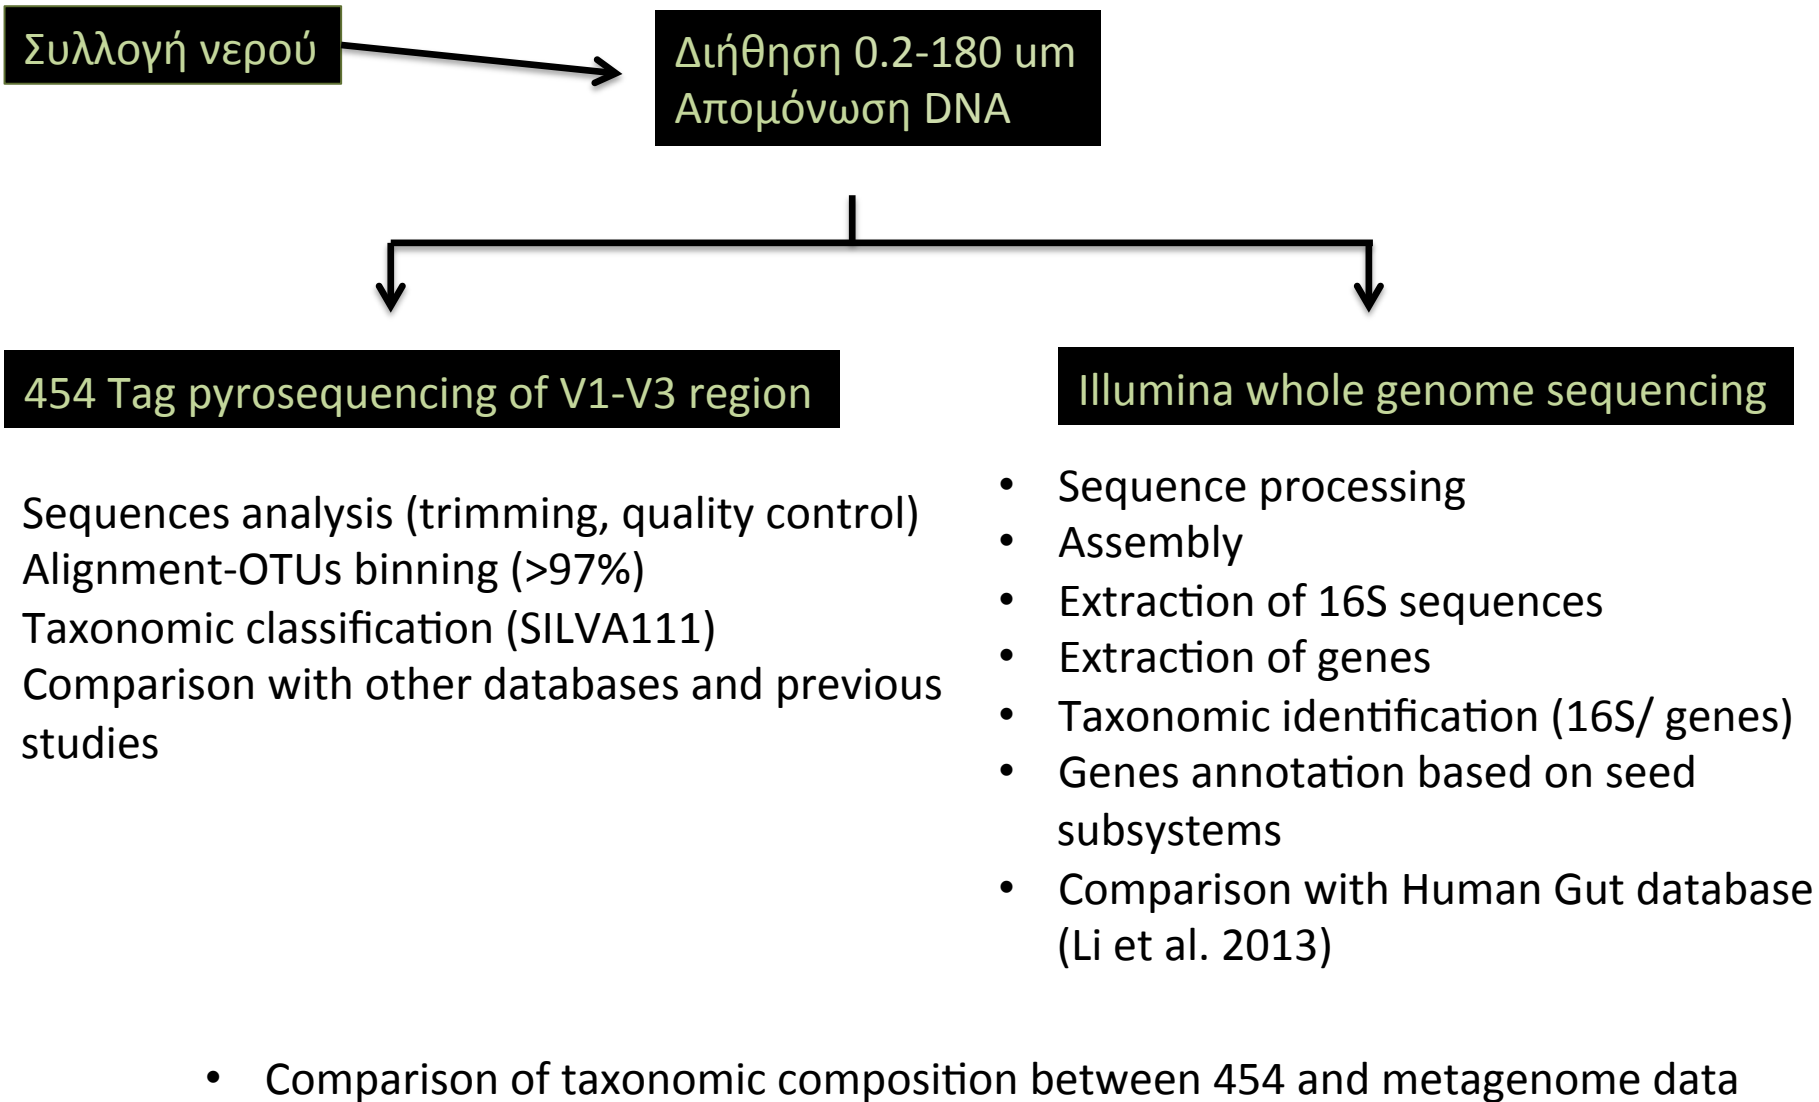 Συλλογή νερού
Διήθηση 0.2-180 um
Απομόνωση DNA
454 Tag pyrosequencing of V1-V3 region
Sequences analysis (trimming, quality control)
Alignment-OTUs binning (>97%)
Taxonomic classification (SILVA111)
Comparison with other databases and previous
studies
Illumina whole genome sequencing
• Sequence processing
• Assembly
• Extraction of 16S sequences
• Extraction of genes
• Taxonomic identification (16S/ genes)
• Genes annotation based on seed
subsystems
• Comparison with Human Gut database
(Li et al. 2013)
• Comparison of taxonomic composition between 454 and metagenome data